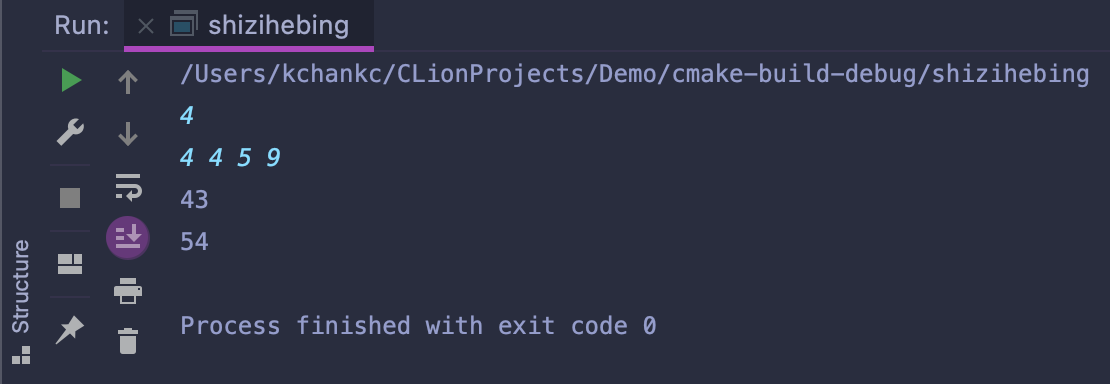 Run: shizihebing
/Users/kchankc/CLionProjects/Demo/cmake-build-debug/shizihebing
4
4 4 5 9
43
54
Process finished with exit code 0
Structure